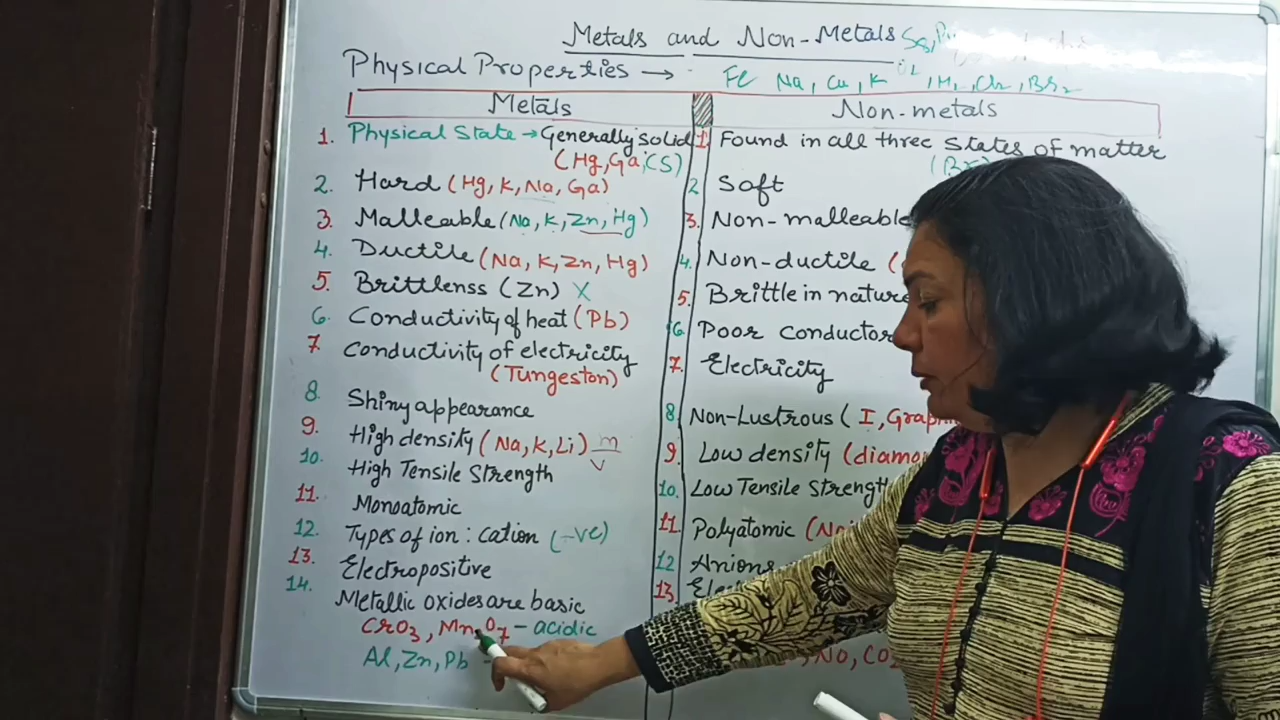 Metals and Non-Metals
Physical Properties → Fe Na, Cu, K
Metals
Non-metals
1. Physical State → Generally solid
(Hg, Ga, CS)
2. Hard (Hg, K, Na, Ga)
3. Malleable (Na, K, Zn, Hg)
4. Ductile (Na, K, Zn, Hg)
5. Brittlenss (Zn) X
6. Conductivity of heat (Pb)
7 Conductivity of electricity
(Tungeston)
8. Shiny appearance
9. High density (Na, K, Li) m/v
10. High Tensile Strength
11. Monoatomic
12. Types of ion : cation (-ve)
13. Electropositive
14. Metallic oxides are basic
CrO3, Mn2O7 - acidic
Al, Zn, Pb -
1. Found in all three states of matter
(Br)
2 Soft
3. Non-malleable
4. Non-ductile (
5. Brittle in nature
6. Poor conductor
7. Electricity
8. Non-Lustrous ( I, Graph
9. Low density (diamo
10. Low Tensile Strength
11. Polyatomic
12 Anions
13. Ele
, No, CO